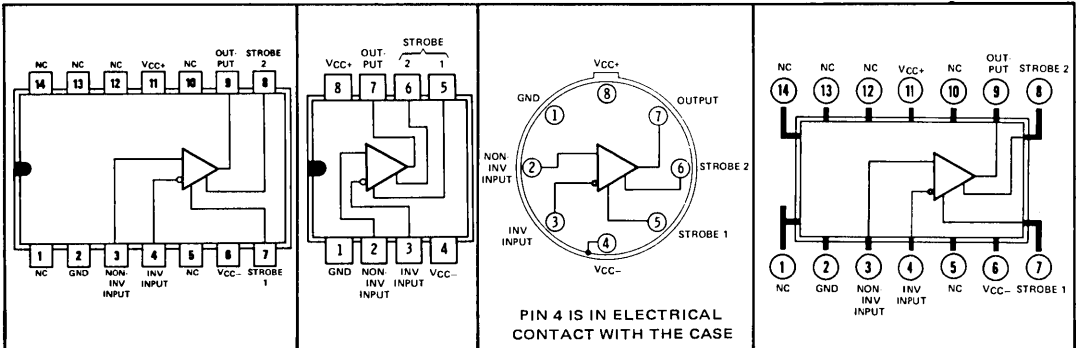 OUT- STROBE
NC NC NC VCC+ NC PUT 2
14 13 12 11 10 9 8
1 2 3 4 5 6 7
NC GND NON- INV NC VCC– STROBE
INV INPUT 1
INPUT
STROBE
OUT-
VCC+ PUT 2 1
8 7 6 5
1 2 3 4
GND NON- INV VCC–
INV INPUT
INPUT
VCC+
8
GND
1
OUTPUT
7
NON-
INV
INPUT
2
6
STROBE 2
3
INV
INPUT
5
STROBE 1
4
VCC–
PIN 4 IS IN ELECTRICAL
CONTACT WITH THE CASE
OUT-
NC NC NC VCC+ NC PUT STROBE 2
14 13 12 11 10 9 8
1 2 3 4 5 6 7
NC GND NON- INV NC VCC– STROBE 1
INV INPUT
INPUT